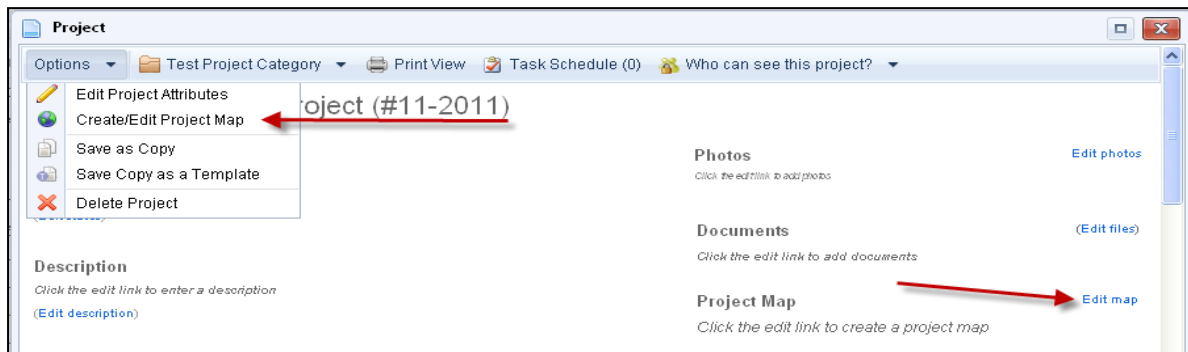 Project
Options Test Project Category Print View Task Schedule (0) Who can see this project?
Edit Project Attributes
Create/Edit Project Map
Save as Copy
Save Copy as a Template
Delete Project
oject (#11-2011)
Description
Click the edit link to enter a description
(Edit description)
Photos Edit photos
Click the edit link to add photos
Documents (Edit files)
Click the edit link to add documents
Project Map Edit map
Click the edit link to create a project map